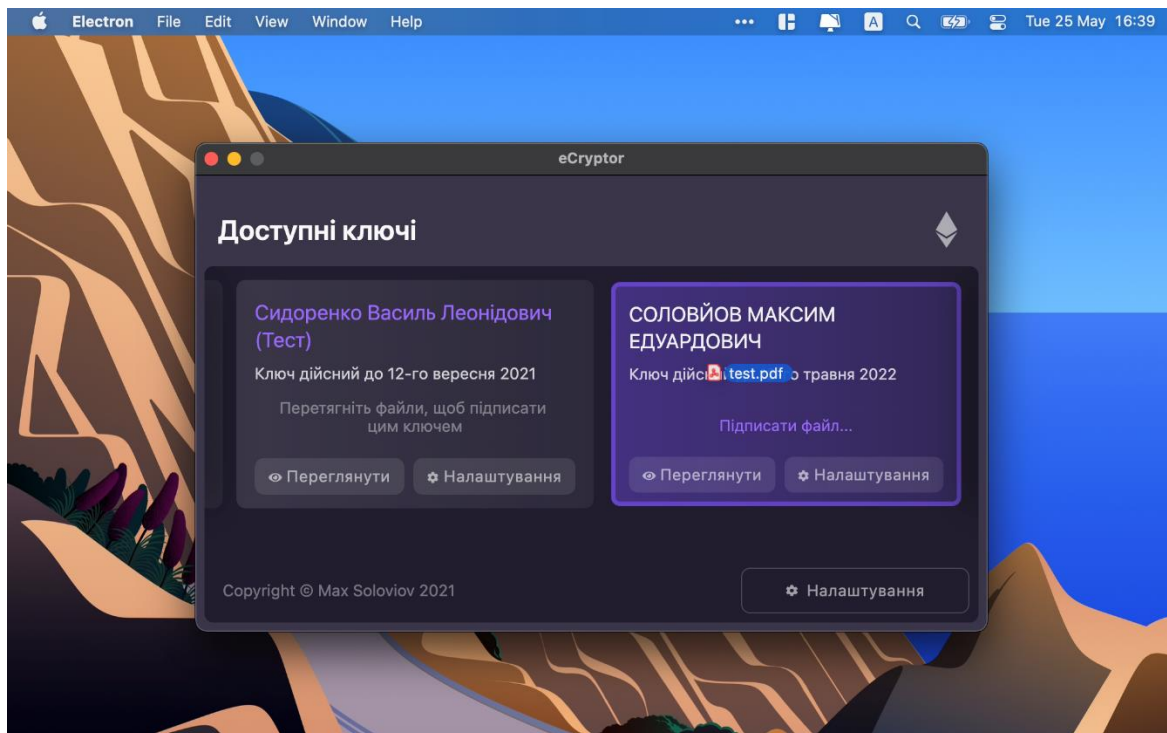 Electron File Edit View Window Help
A
Tue 25 May 16:39
eCryptor
Доступні ключі
Сидоренко Василь Леонідович
(Тест)
Ключ дійсний до 12-го вересня 2021
Перетягніть файли, щоб підписати
цим ключем
Переглянути
Налаштування
СОЛОВЙОВ МАКСИМ
ЕДУАРДОВИЧ
Ключ
test.pdf
травня 2022
Підписати файл...
Переглянути
Налаштування
Copyright © Max Soloviov 2021
Налаштування